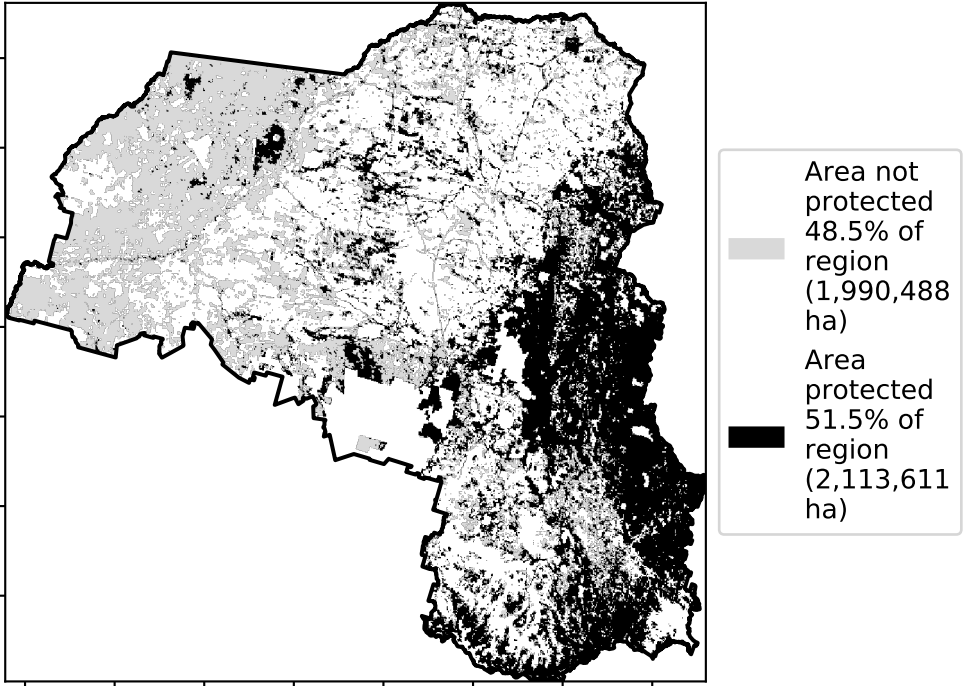 Area not
protected
48.5% of
region
(1,990,488
ha)
Area
protected
51.5% of
region
(2,113,611
ha)